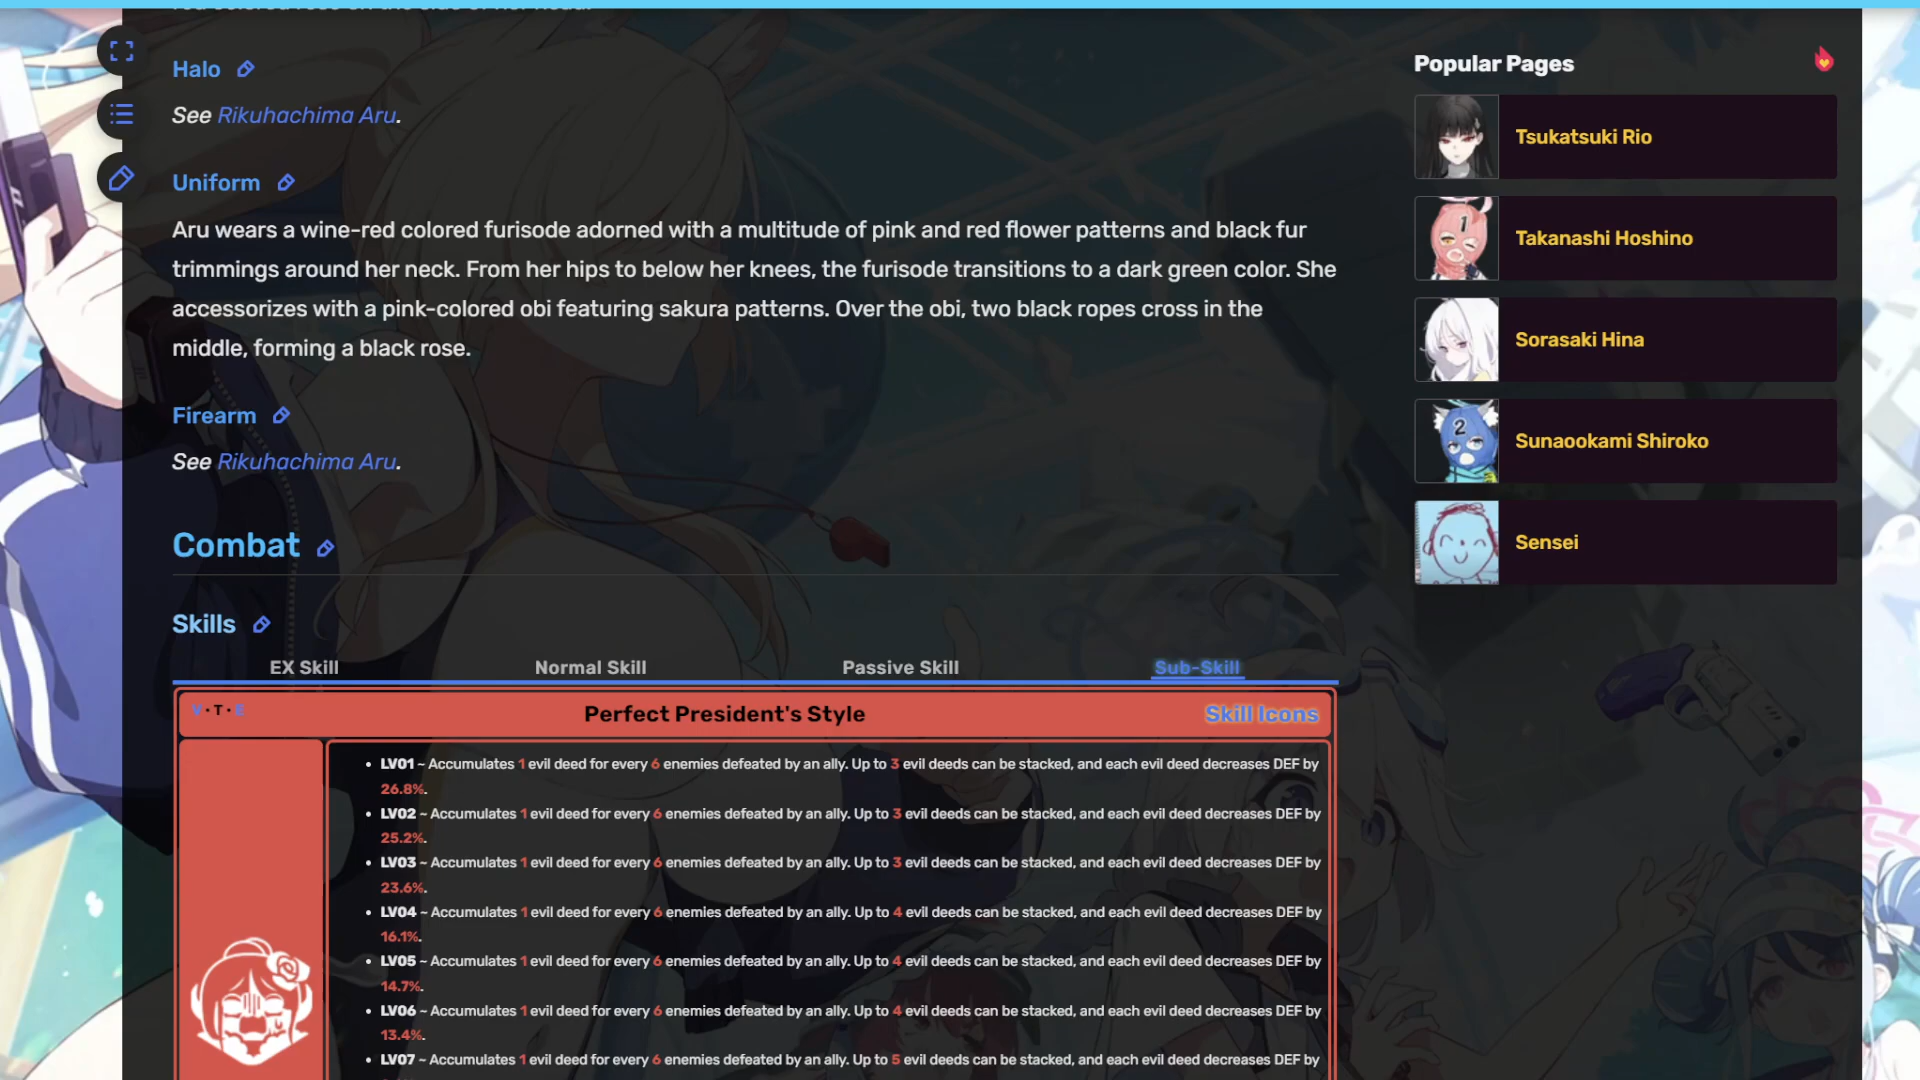 Halo
See Rikuhachima Aru.
Uniform
Aru wears a wine-red colored furisode adorned with a multitude of pink and red flower patterns and black fur
trimmings around her neck. From her hips to below her knees, the furisode transitions to a dark green color. She
accessorizes with a pink-colored obi featuring sakura patterns. Over the obi, two black ropes cross in the
middle, forming a black rose.
Firearm
See Rikuhachima Aru.
Combat
Skills
EX Skill Normal Skill Passive Skill Sub-Skill
V · T · E Perfect President's Style Skill Icons
LV01 ~ Accumulates 1 evil deed for every 6 enemies defeated by an ally. Up to 3 evil deeds can be stacked, and each evil deed decreases DEF by
26.8%.
LV02 ~ Accumulates 1 evil deed for every 6 enemies defeated by an ally. Up to 3 evil deeds can be stacked, and each evil deed decreases DEF by
25.2%.
LV03 ~ Accumulates 1 evil deed for every 6 enemies defeated by an ally. Up to 3 evil deeds can be stacked, and each evil deed decreases DEF by
23.6%.
LV04 ~ Accumulates 1 evil deed for every 6 enemies defeated by an ally. Up to 4 evil deeds can be stacked, and each evil deed decreases DEF by
16.1%.
LV05 ~ Accumulates 1 evil deed for every 6 enemies defeated by an ally. Up to 4 evil deeds can be stacked, and each evil deed decreases DEF by
14.7%.
LV06 ~ Accumulates 1 evil deed for every 6 enemies defeated by an ally. Up to 4 evil deeds can be stacked, and each evil deed decreases DEF by
13.4%.
LV07 ~ Accumulates 1 evil deed for every 6 enemies defeated by an ally. Up to 5 evil deeds can be stacked, and each evil deed decreases DEF by
Popular Pages
Tsukatsuki Rio
1
Takanashi Hoshino
Sorasaki Hina
2
Sunaookami Shiroko
Sensei